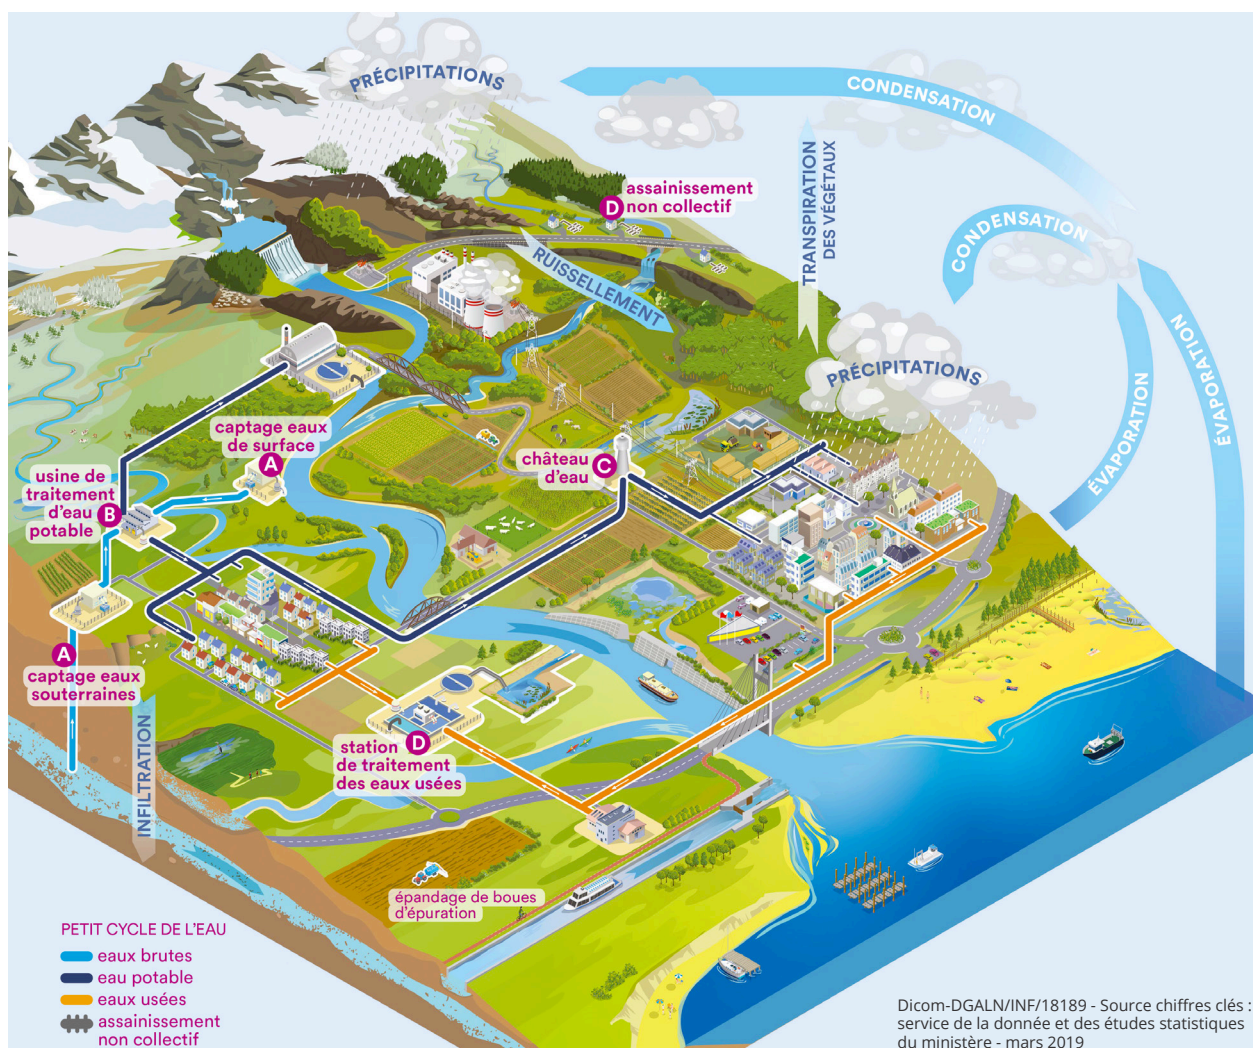 PRÉCIPITATIONS
CONDENSATION
D
assainissement
non collectif
TRANSPIRATION
DES VÉGÉTAUX
CONDENSATION
RUISSELLEMENT
ÉVAPORATION
ÉVAPORATION
PRÉCIPITATIONS
captage eaux
de surface
A
château
d'eau
C
usine de
traitement
d'eau
potable
B
A
captage eaux
souterraines
INFILTRATION
D
station
de traitement
des eaux usées
épandage de boues
d'épuration
PETIT CYCLE DE L'EAU
eaux brutes
eau potable
eaux usées
assainissement
non collectif
Dicom-DGALN/INF/18189 - Source chiffres clés :
service de la donnée et des études statistiques
du ministère - mars 2019